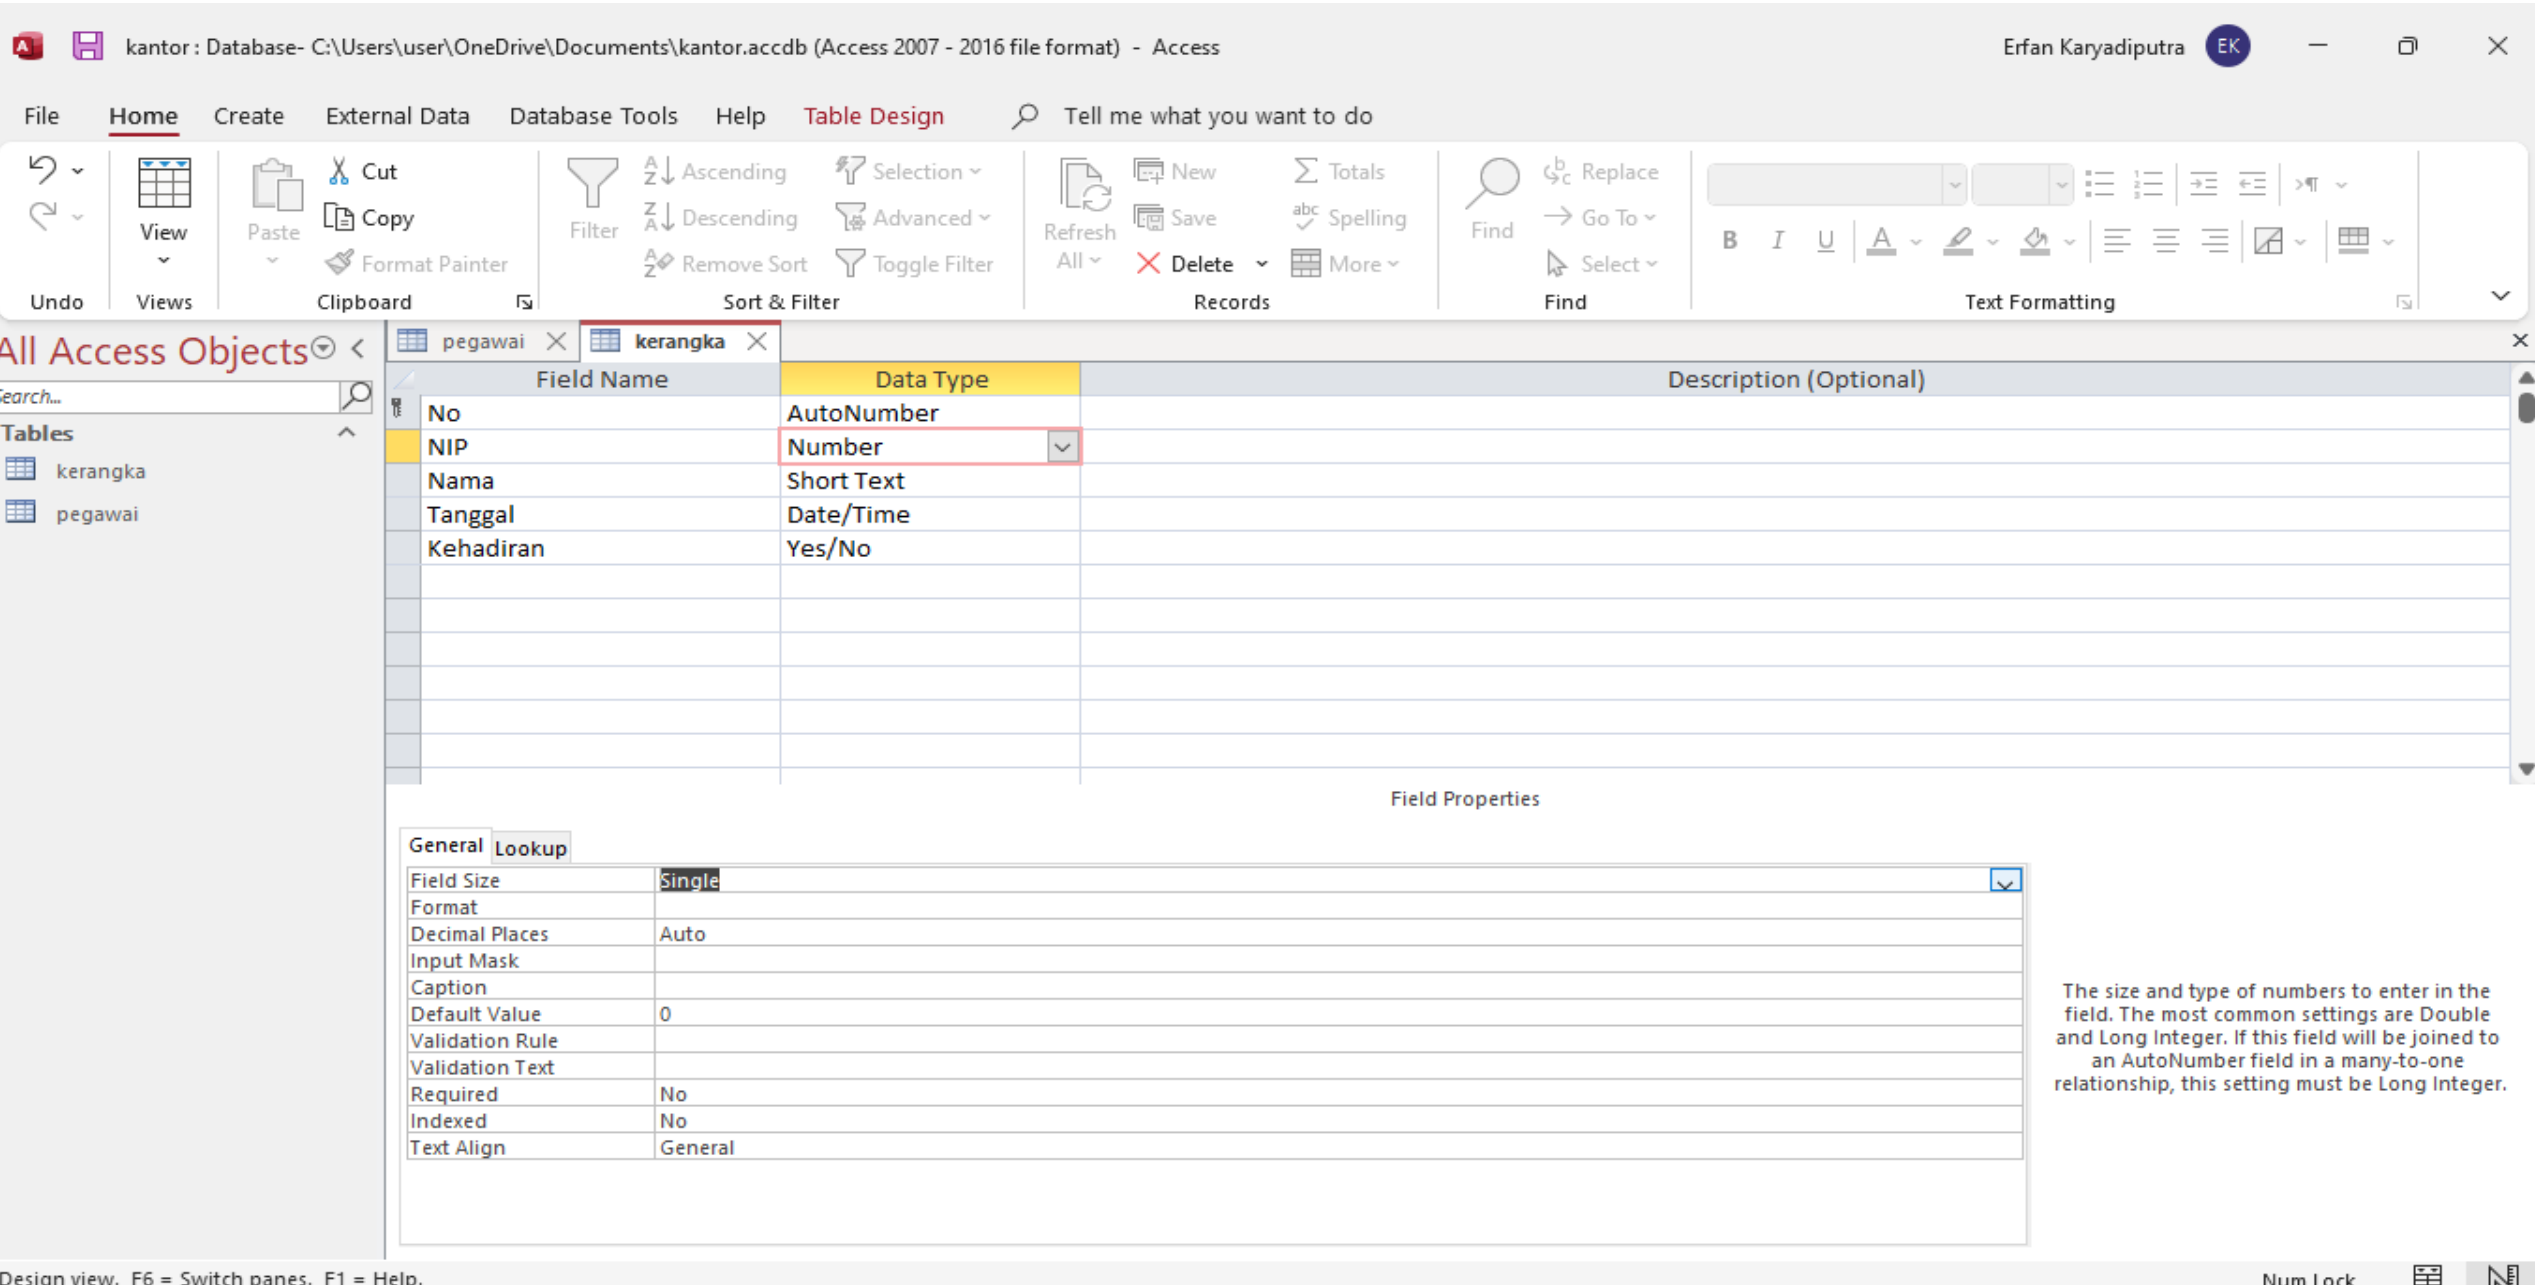 kantor : Database- C:\Users\user\OneDrive\Documents\kantor.accdb (Access 2007 - 2016 file format) - Access
Erfan Karyadiputra EK
File Home Create External Data Database Tools Help Table Design Tell me what you want to do
Undo
View
Views
Paste
Cut
Copy
Format Painter
Clipboard
Filter
Ascending
Descending
Remove Sort
Selection
Advanced
Toggle Filter
Sort & Filter
Refresh
All
New
Save
Delete
Totals
Spelling
More
Records
Find
Replace
Go To
Select
Find
B I U A
Text Formatting
All Access Objects
Search...
Tables
kerangka
pegawai
pegawai kerangka
Field Name Data Type Description (Optional)
No AutoNumber
NIP Number
Nama Short Text
Tanggal Date/Time
Kehadiran Yes/No
Field Properties
General Lookup
Field Size Single
Format
Decimal Places Auto
Input Mask
Caption
Default Value 0
Validation Rule
Validation Text
Required No
Indexed No
Text Align General
The size and type of numbers to enter in the
field. The most common settings are Double
and Long Integer. If this field will be joined to
an AutoNumber field in a many-to-one
relationship, this setting must be Long Integer.
Design view. F6 = Switch panes. F1 = Help.
Num Lock